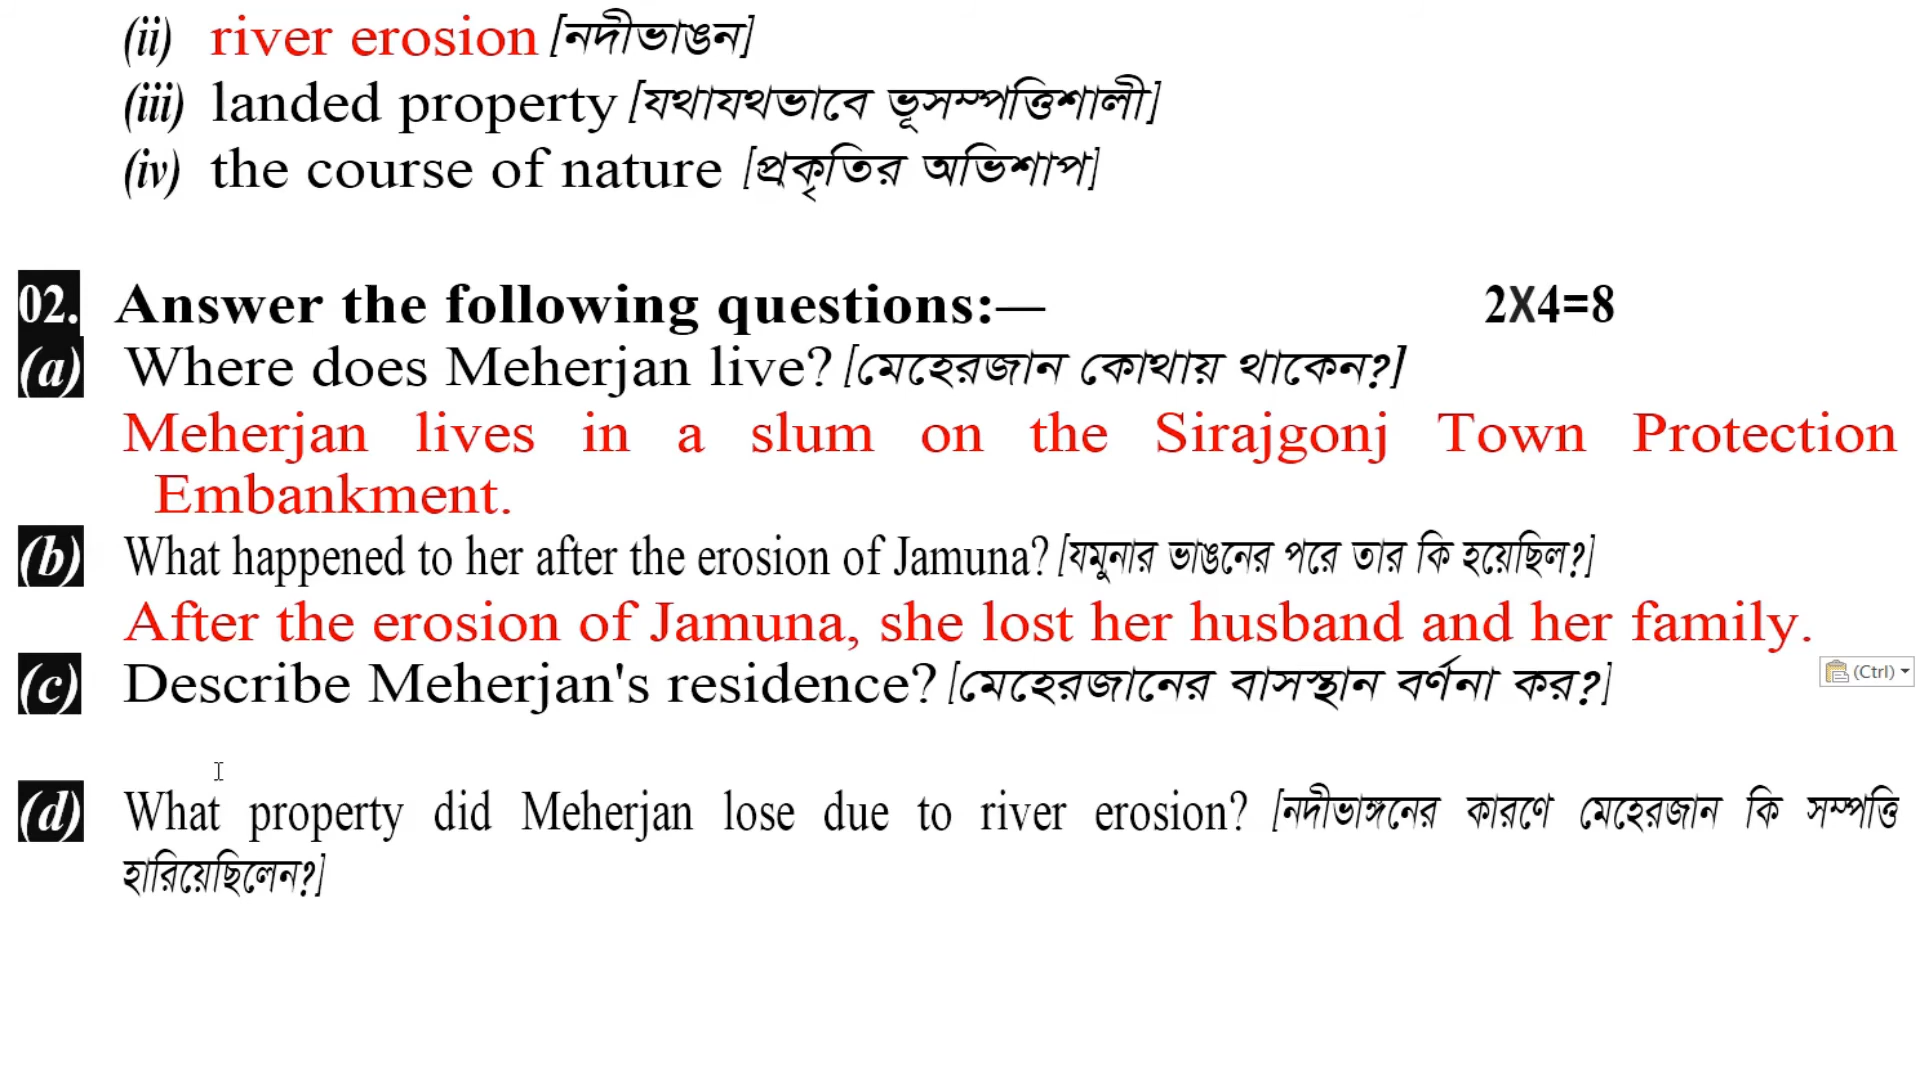 (ii) river erosion [নদীভাঙন]
(iii) landed property [যথাযথভাবে ভূসম্পত্তিশালী]
(iv) the course of nature [প্রকৃতির অভিশাপ]
02. Answer the following questions:— 2X4=8
(a) Where does Meherjan live? [মেহেরজান কোথায় থাকেন?]
Meherjan lives in a slum on the Sirajgonj Town Protection
Embankment.
(b) What happened to her after the erosion of Jamuna? [যমুনার ভাঙনের পরে তার কি হয়েছিল?]
After the erosion of Jamuna, she lost her husband and her family.
(c) Describe Meherjan's residence? [মেহেরজানের বাসস্থান বর্ণনা কর?]
(Ctrl)
(d) What property did Meherjan lose due to river erosion? [নদীভাঙ্গনের কারণে মেহেরজান কি সম্পত্তি
হারিয়েছিলেন?]